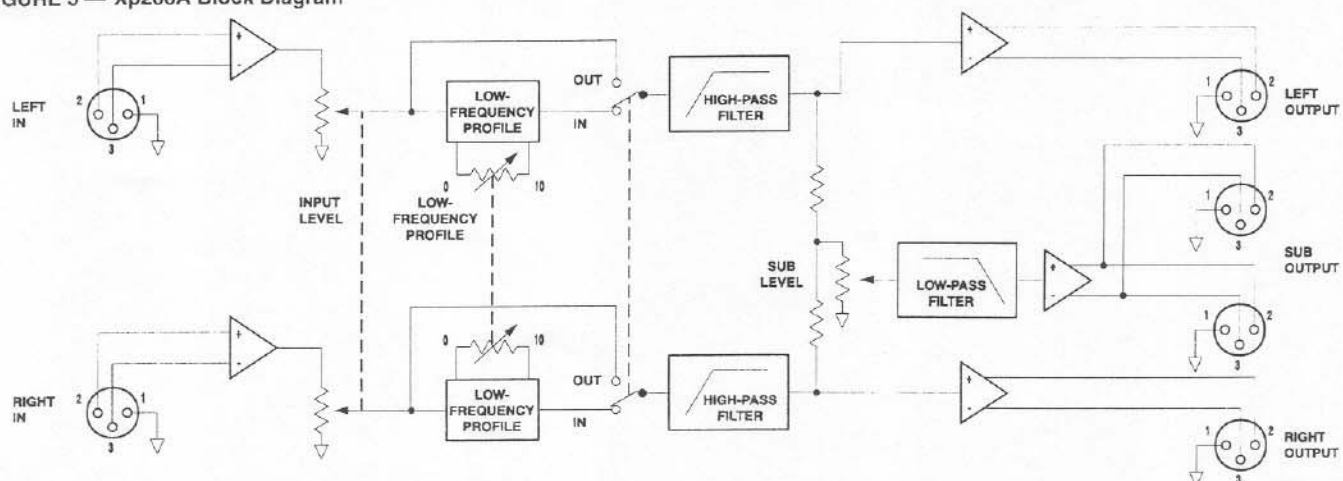 FIGURE 5 — Xp200A Block Diagram
+
-
LEFT
IN
2
1
3
LOW-
FREQUENCY
PROFILE
OUT
IN
0
10
INPUT
LEVEL
LOW-
FREQUENCY
PROFILE
HIGH-PASS
FILTER
+
-
1
2
3
LEFT
OUTPUT
1
2
3
SUB
LEVEL
LOW-PASS
FILTER
+
-
SUB
OUTPUT
1
2
3
+
-
RIGHT
IN
2
1
3
0
10
LOW-
FREQUENCY
PROFILE
OUT
IN
HIGH-PASS
FILTER
+
-
1
2
3
RIGHT
OUTPUT